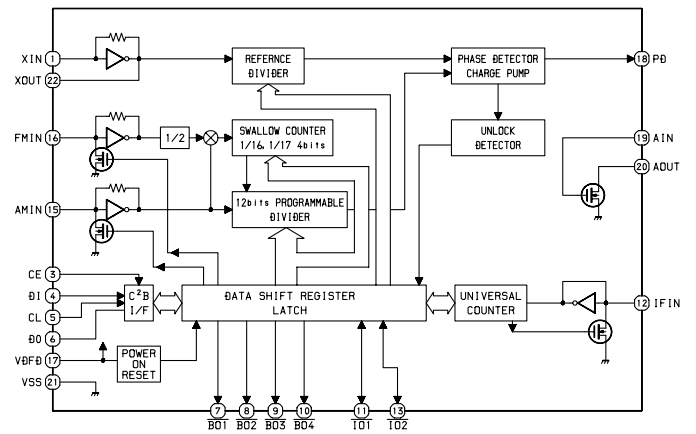 XIN 1
XOUT 22
FMIN 16
AMIN 15
CE 3
DI 4
CL 5
DO 6
VDFD 17
VSS 21
REFERNCE
DIVIDER
PHASE DETECTOR
CHARGE PUMP
18 PD
1/2
SWALLOW COUNTER
1/16, 1/17 4bits
UNLOCK
DETECTOR
19 AIN
20 AOUT
12bits PROGRAMMABLE
DIVIDER
C²B
I/F
DATA SHIFT REGISTER
LATCH
UNIVERSAL
COUNTER
12 IFIN
POWER
ON
RESET
7 8 9 10 11 13
BO1 BO2 BO3 BO4 IO1 IO2